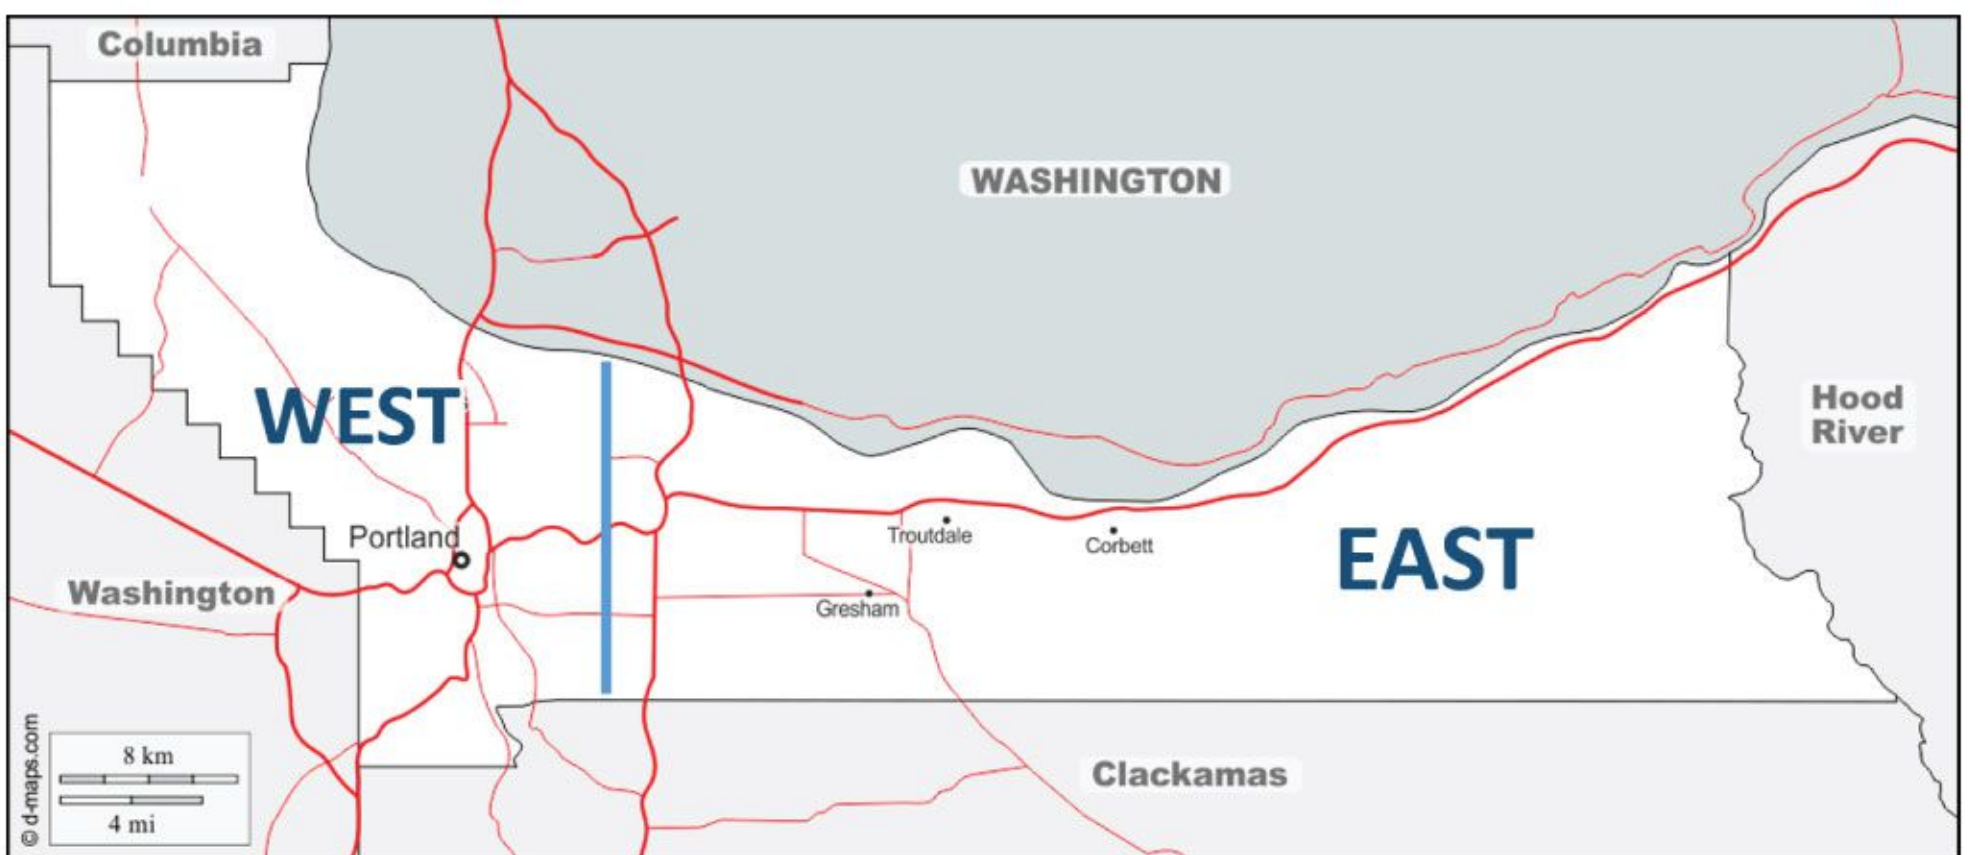 Columbia
WASHINGTON
WEST
Hood
River
Portland
Troutdale
Corbett
EAST
Washington
Gresham
Clackamas
8 km
4 mi
© d-maps.com